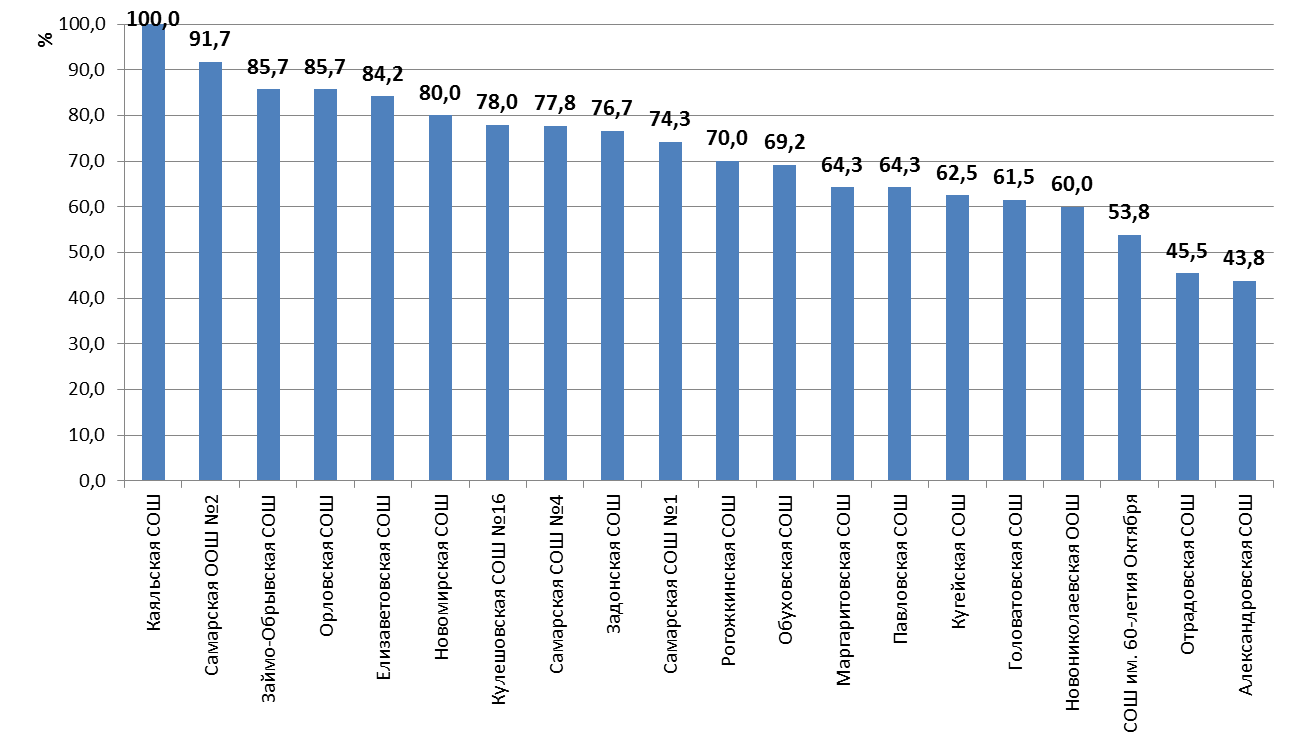 %
100,0
90,0
80,0
70,0
60,0
50,0
40,0
30,0
20,0
10,0
0,0
100,0
91,7
85,7
85,7
84,2
80,0
78,0
77,8
76,7
74,3
70,0
69,2
64,3
64,3
62,5
61,5
60,0
53,8
45,5
43,8
Каяльская СОШ
Самарская ООШ №2
Займо-Обрывская СОШ
Орловская СОШ
Елизаветовская СОШ
Новомирская СОШ
Кулешовская СОШ №16
Самарская СОШ №4
Задонская СОШ
Самарская СОШ №1
Рогожкинская СОШ
Обуховская СОШ
Маргаритовская СОШ
Павловская СОШ
Кугейская СОШ
Головатовская СОШ
Новониколаевская ООШ
СОШ им. 60-летия Октября
Отрадовская СОШ
Александровская СОШ